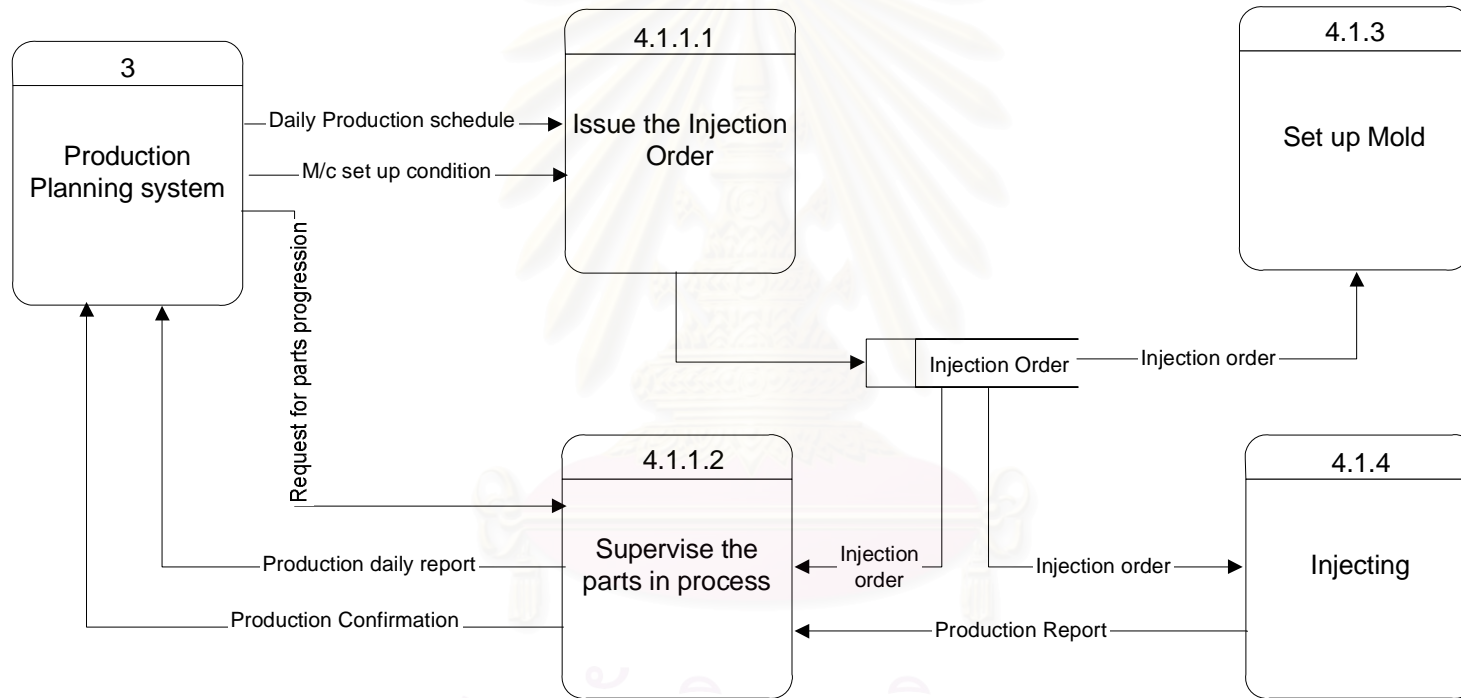 3
Production
Planning system
4.1.1.1
Issue the Injection
Order
4.1.3
Set up Mold
Daily Production schedule
M/c set up condition
Request for parts progression
Injection Order
Injection order
4.1.1.2
Supervise the
parts in process
4.1.4
Injecting
Production daily report
Production Confirmation
Injection
order
Injection order
Production Report